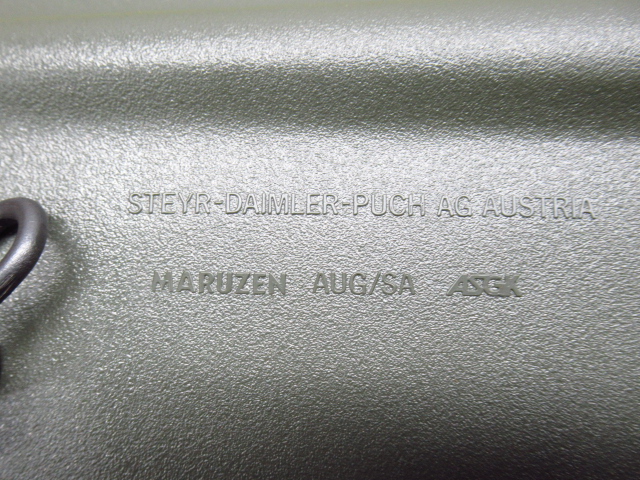 STEYR-DAIMLER-PUCH AG AUSTRIA
MARUZEN AUG/SA ASGK